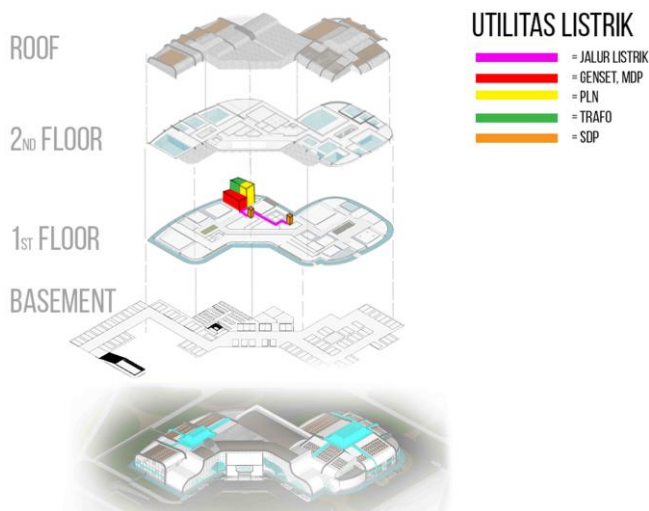 ROOF
2ND FLOOR
1ST FLOOR
BASEMENT
UTILITAS LISTRIK
= JALUR LISTRIK
= GENSET, MDP
= PLN
= TRAFO
= SDP